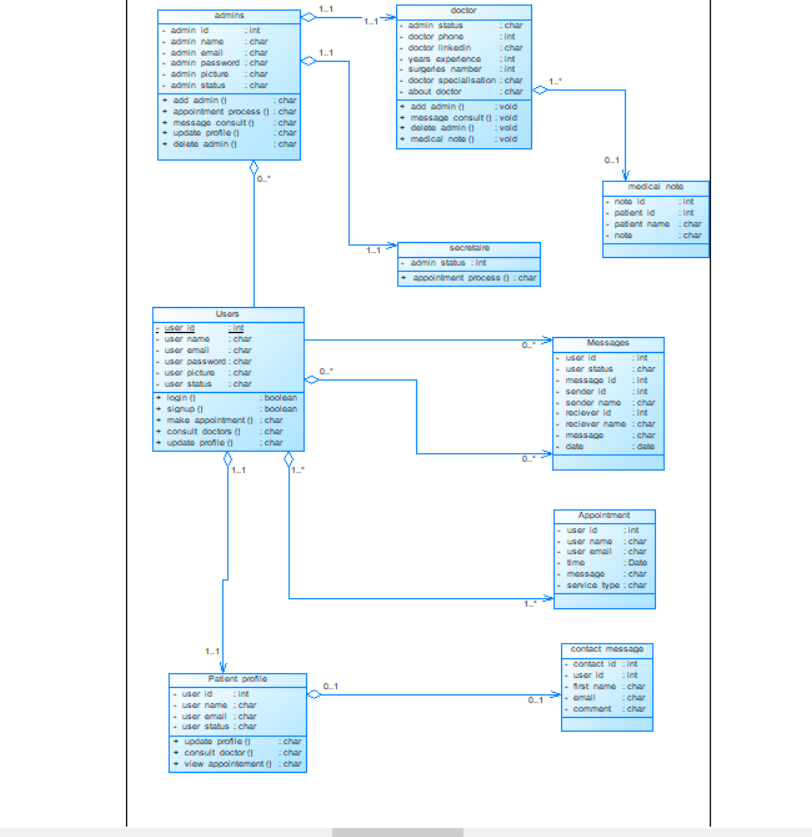 admins
- admin id : int
- admin name : char
- admin email : char
- admin password : char
- admin picture : char
- admin status : char
+ add admin () : char
+ appointment process () : char
+ message consult () : char
+ update profile () : char
+ delete admin () : char
1..1
1..1
1..1
0..*
doctor
- admin status : char
- doctor phone : int
- doctor linkedin : char
- years experience : int
- surgeries namber : int
- doctor specialisation : char
- about doctor : char
+ add admin () : void
+ message consult () : void
+ delete admin () : void
+ medical note () : void
1..*
0..1
medical note
- note id : int
- patient id : int
- patient name : char
- note : char
1..1
secretaire
- admin status : int
+ appointment process () : char
Users
- user id : int
- user name : char
- user email : char
- user password : char
- user picture : char
- user status : char
+ login () : boolean
+ signup () : boolean
+ make appointment () : char
+ consult doctors () : char
+ update profile () : char
0..*
0..*
0..*
1..1
1..*
Messages
- user id : int
- user status : char
- message id : int
- sender id : int
- sender name : char
- reciever id : int
- reciever name : char
- message : char
- date : date
Appointment
- user id : int
- user name : char
- user email : char
- time : Date
- message : char
- service type : char
1..*
1..1
Patient profile
- user id : int
- user name : char
- user email : char
- user status : char
+ update profile () : char
+ consult doctor () : char
+ view appointement () : char
0..1
0..1
contact message
- contact id : int
- user id : int
- first name : char
- email : char
- comment : char